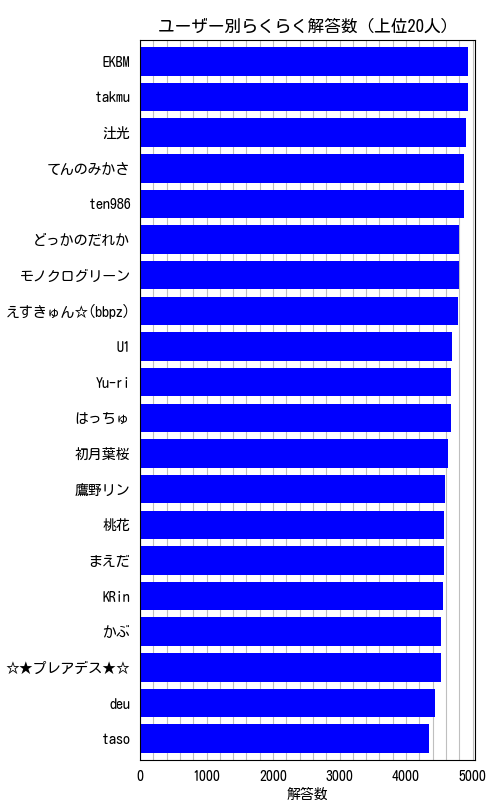 ユーザー別らくらく解答数（上位20人）
EKBM
takmu
汢光
てんのみかさ
ten986
どっかのだれか
モノクログリーン
えすきゅん☆(bbpz)
U1
Yu-ri
はっちゅ
初月葉桜
鷹野リン
桃花
まえだ
KRin
かぶ
☆★プレアデス★☆
deu
taso
0 1000 2000 3000 4000 5000
解答数